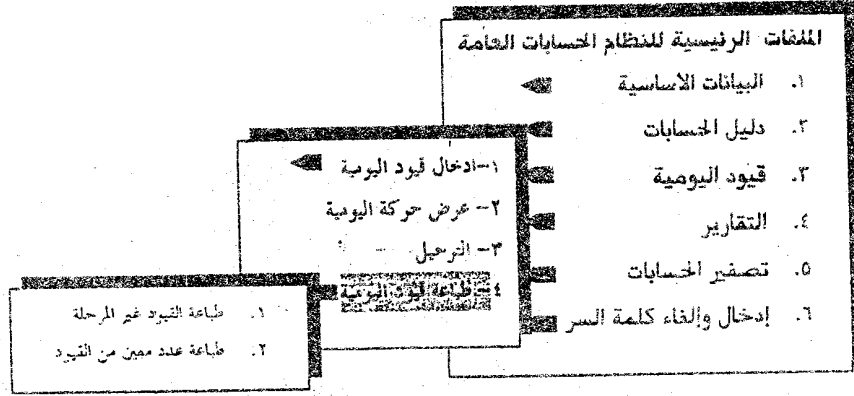 الملفات الرئيسية للنظام الحسابات العامة
١. البيانات الاساسية
٢. دليل الحسابات
٣. قيود اليومية
٤. التقارير
٥. تصفير الحسابات
٦. إدخال وإلغاء كلمة السر
١-ادخال قيود اليومية
٢- عرض حركة اليومية
٣- الترحيل
٤- طباعة قيود اليومية
١. طباعة القيود غير المرحلة
٢. طباعة عدد معين من القيود